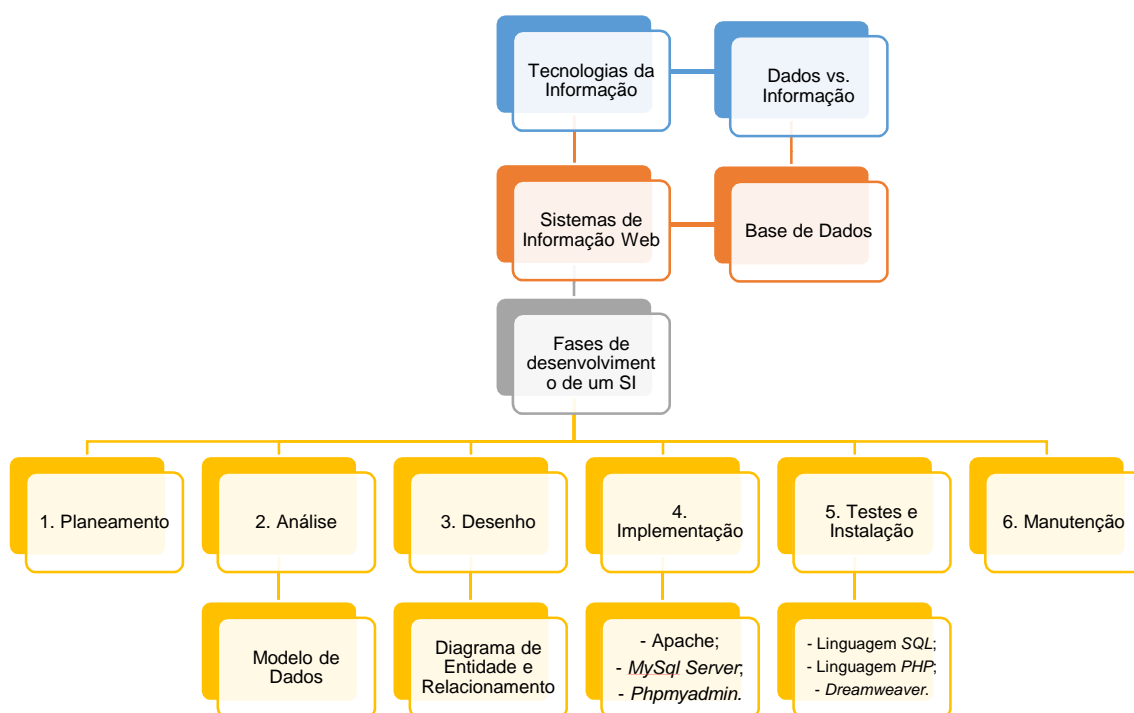 Tecnologias da
Informação
Dados vs.
Informação
Sistemas de
Informação Web
Base de Dados
Fases de
desenvolviment
o de um SI
1. Planeamento
2. Análise
3. Desenho
4.
Implementação
5. Testes e
Instalação
6. Manutenção
Modelo de
Dados
Diagrama de
Entidade e
Relacionamento
- Apache;
- MySql Server;
- Phpmyadmin.
- Linguagem SQL;
- Linguagem PHP;
- Dreamweaver.